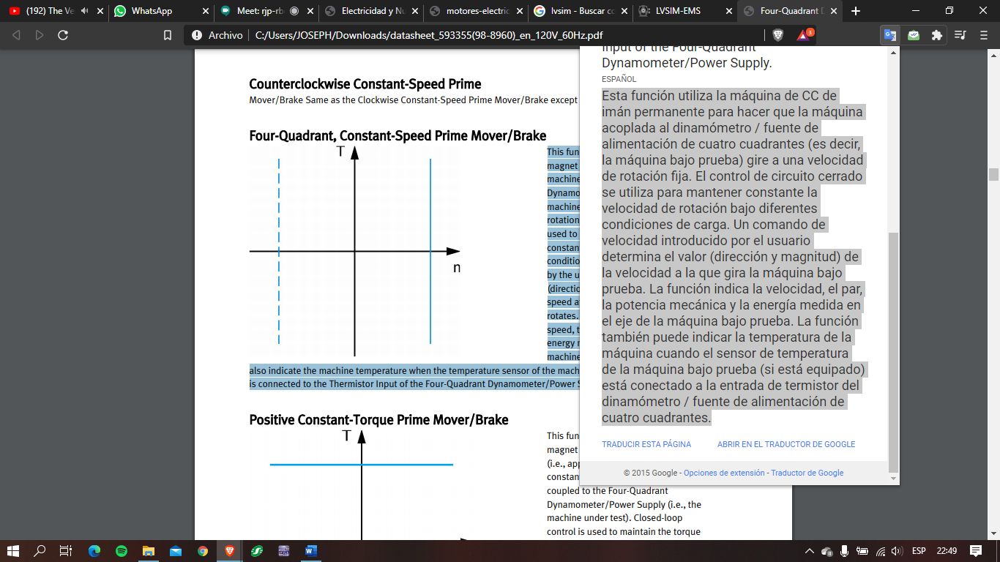 (192) The Ve
WhatsApp
Meet: rjp-rb
Electricidad y Nu
motores-electric
lvsim - Buscar co
LVSIM-EMS
Four-Quadrant D
Archivo
C:/Users/JOSEPH/Downloads/datasheet_593355(98-8960)_en_120V_60Hz.pdf
3
Counterclockwise Constant-Speed Prime
Mover/Brake Same as the Clockwise Constant-Speed Prime Mover/Brake except
Four-Quadrant, Constant-Speed Prime Mover/Brake
T
n
This fun
magnet
machine
Dynamo
machine
rotation
used to
constan
conditio
by the u
(directio
speed a
rotates.
speed, t
energy
machine
also indicate the machine temperature when the temperature sensor of the mach
is connected to the Thermistor Input of the Four-Quadrant Dynamometer/Power S
Positive Constant-Torque Prime Mover/Brake
T
This fun
magnet
(i.e., app
constan
coupled to the Four-Quadrant
Dynamometer/Power Supply (i.e., the
machine under test). Closed-loop
control is used to maintain the torque
Input of the Four-Quadrant
Dynamometer/Power Supply.
ESPAÑOL
Esta función utiliza la máquina de CC de
imán permanente para hacer que la máquina
acoplada al dinamómetro / fuente de
alimentación de cuatro cuadrantes (es decir,
la máquina bajo prueba) gire a una velocidad
de rotación fija. El control de circuito cerrado
se utiliza para mantener constante la
velocidad de rotación bajo diferentes
condiciones de carga. Un comando de
velocidad introducido por el usuario
determina el valor (dirección y magnitud) de
la velocidad a la que gira la máquina bajo
prueba. La función indica la velocidad, el par,
la potencia mecánica y la energía medida en
el eje de la máquina bajo prueba. La función
también puede indicar la temperatura de la
máquina cuando el sensor de temperatura
de la máquina bajo prueba (si está equipado)
está conectado a la entrada de termistor del
dinamómetro / fuente de alimentación de
cuatro cuadrantes.
TRADUCIR ESTA PÁGINA
ABRIR EN EL TRADUCTOR DE GOOGLE
© 2015 Google - Opciones de extensión - Traductor de Google
ESP
22:49